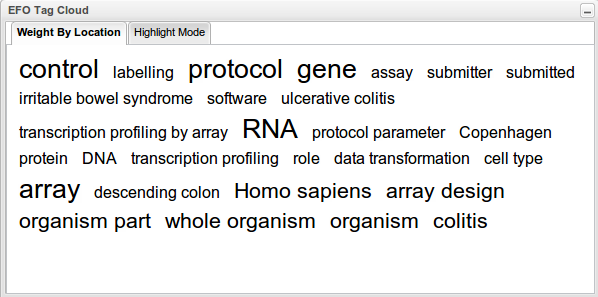 EFO Tag Cloud
Weight By Location Highlight Mode
control labelling protocol gene assay submitter submitted
irritable bowel syndrome software ulcerative colitis
transcription profiling by array RNA protocol parameter Copenhagen
protein DNA transcription profiling role data transformation cell type
array descending colon Homo sapiens array design
organism part whole organism organism colitis